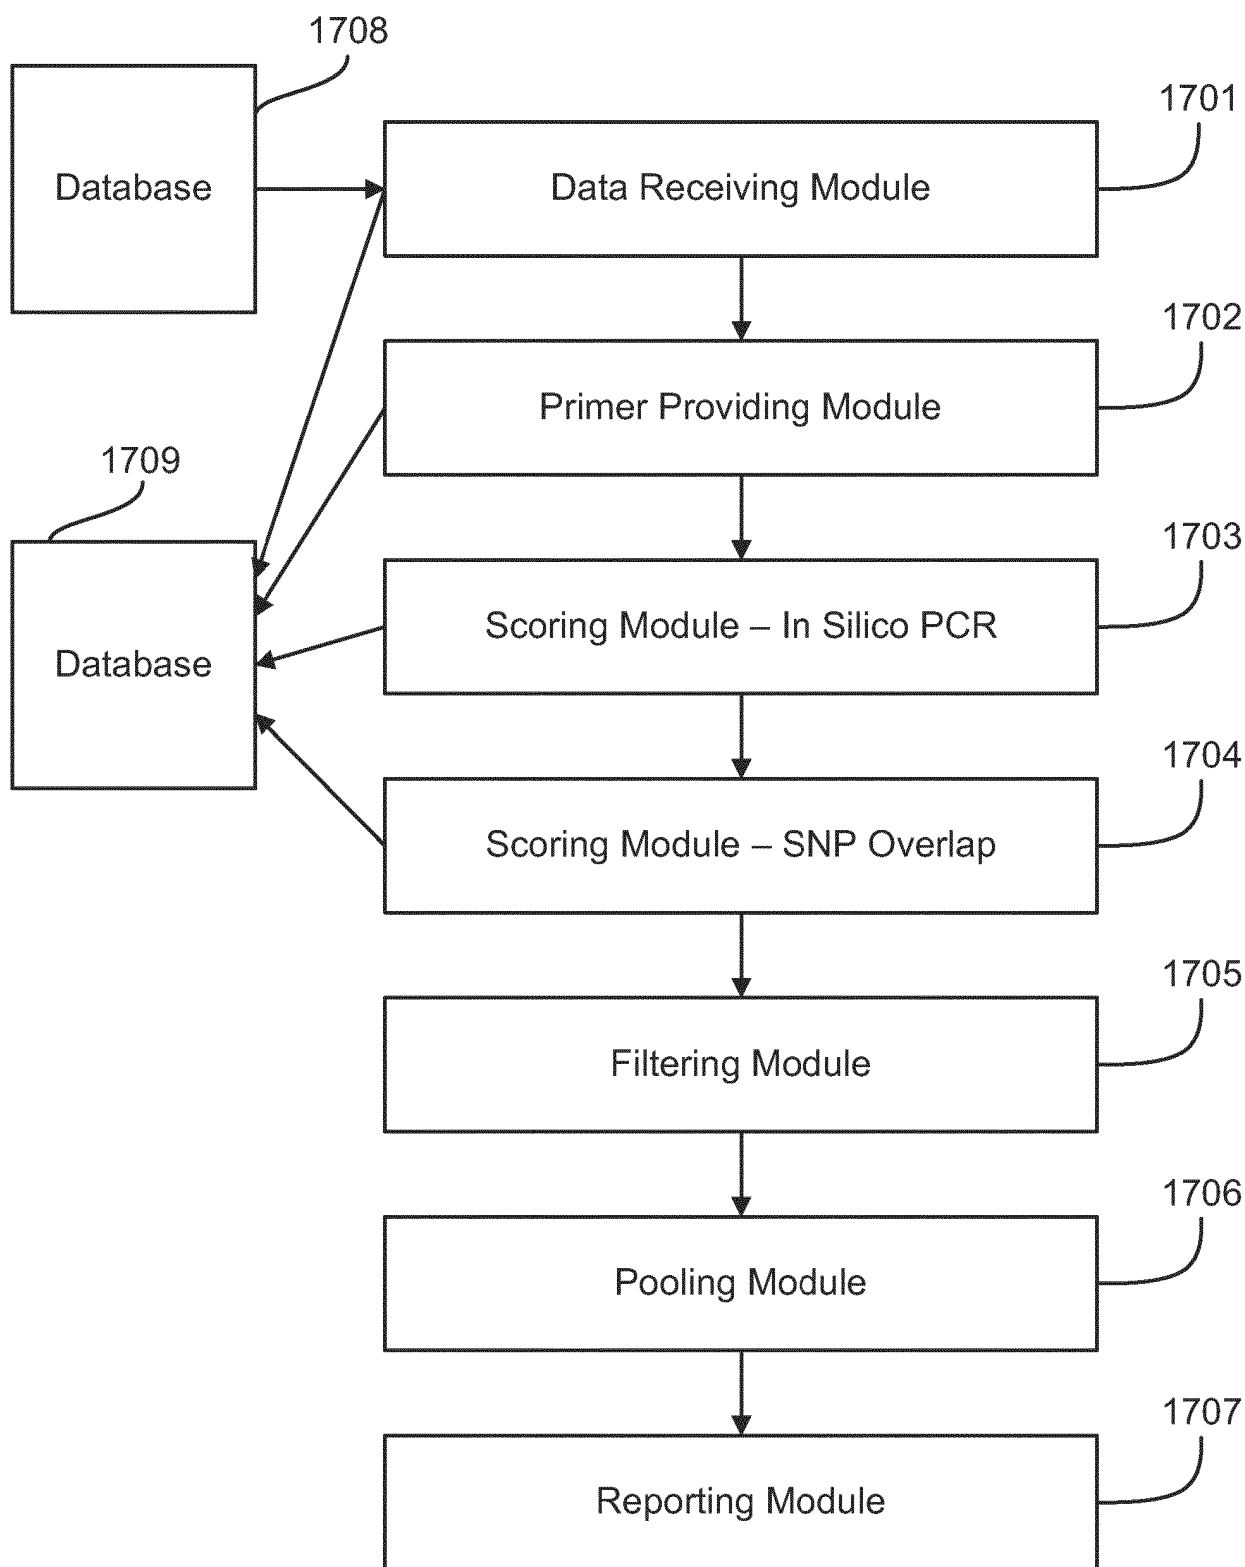 1708
Database
1701
Data Receiving Module
1702
Primer Providing Module
1709
Database
1703
Scoring Module – In Silico PCR
1704
Scoring Module – SNP Overlap
1705
Filtering Module
1706
Pooling Module
1707
Reporting Module